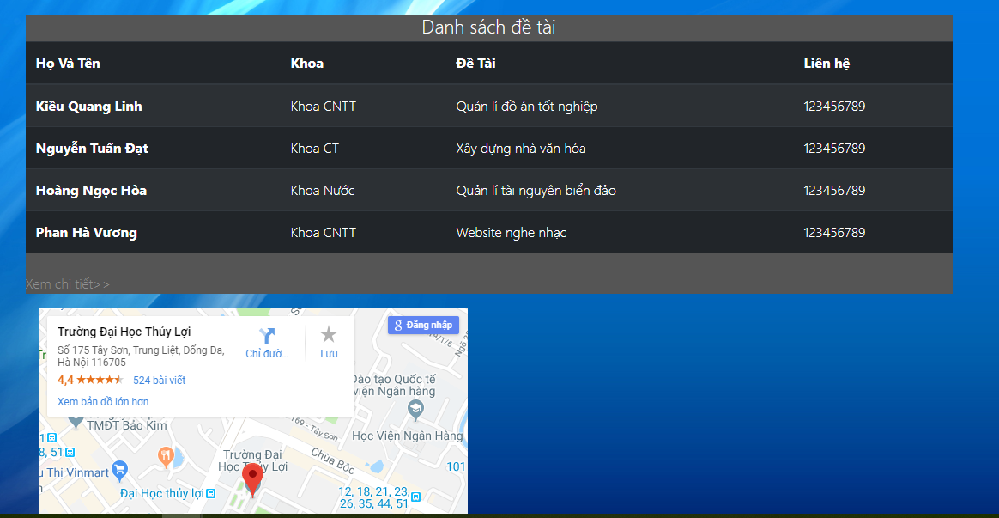 Danh sách đề tài
Họ Và Tên Khoa Đề Tài Liên hệ
Kiều Quang Linh Khoa CNTT Quản lí đồ án tốt nghiệp 123456789
Nguyễn Tuấn Đạt Khoa CT Xây dựng nhà văn hóa 123456789
Hoàng Ngọc Hòa Khoa Nước Quản lí tài nguyên biển đảo 123456789
Phan Hà Vương Khoa CNTT Website nghe nhạc 123456789
Xem chi tiết>>
Trường Đại Học Thủy Lợi
Số 175 Tây Sơn, Trung Liệt, Đống Đa,
Hà Nội 116705
4,4 524 bài viết
Xem bản đồ lớn hơn
Chỉ đườ...
Lưu
Đăng nhập
Đào tạo Quốc tế
viện Ngân hàng
TMĐT Bảo Kim
Học Viện Ngân Hàng
169 - Tây Sơn
Chùa Bộc
Trường Đại
Học Thủy Lợi
8, 51
u Thị Vinmart
Đại Học thủy lợi
101
12, 18, 21, 23,
26, 35, 44, 51